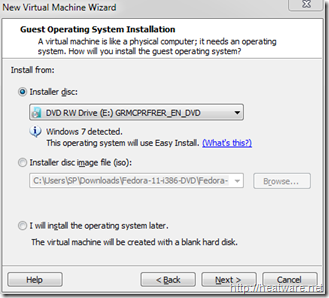 New Virtual Machine Wizard
Guest Operating System Installation
A virtual machine is like a physical computer; it needs an operating
system. How will you install the guest operating system?
Install from:
Installer disc:
DVD RW Drive (E:) GRMCPRFRER_EN_DVD
Windows 7 detected.
This operating system will use Easy Install. (What's this?)
Installer disc image file (iso):
C:\Users\SP\Downloads\Fedora-11-i386-DVD\Fedora-
Browse...
I will install the operating system later.
The virtual machine will be created with a blank hard disk.
Help
< Back
Next >
Cancel
http://heatware.net